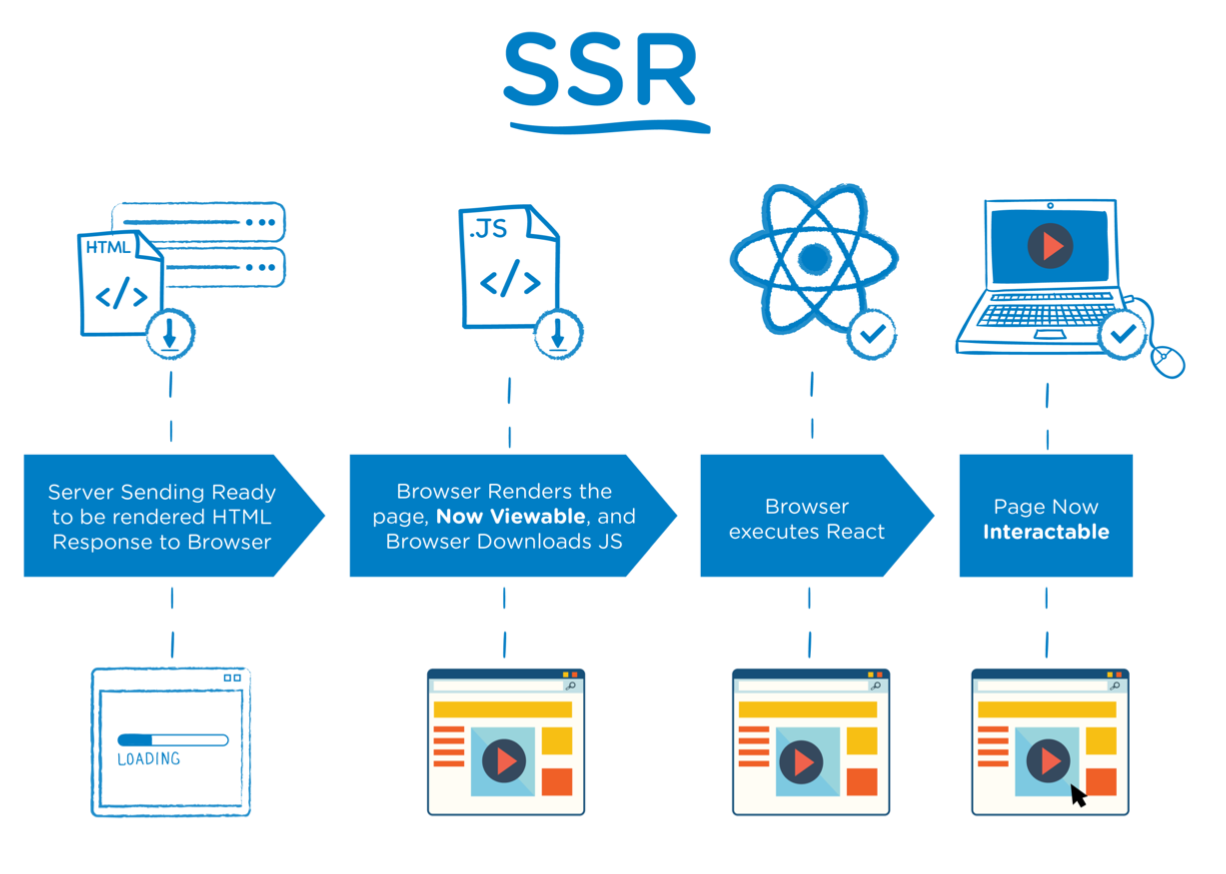 SSR
HTML
</>
.JS
</>
Server Sending Ready
to be rendered HTML
Response to Browser
Browser Renders the
page, Now Viewable, and
Browser Downloads JS
Browser
executes React
Page Now
Interactable
LOADING